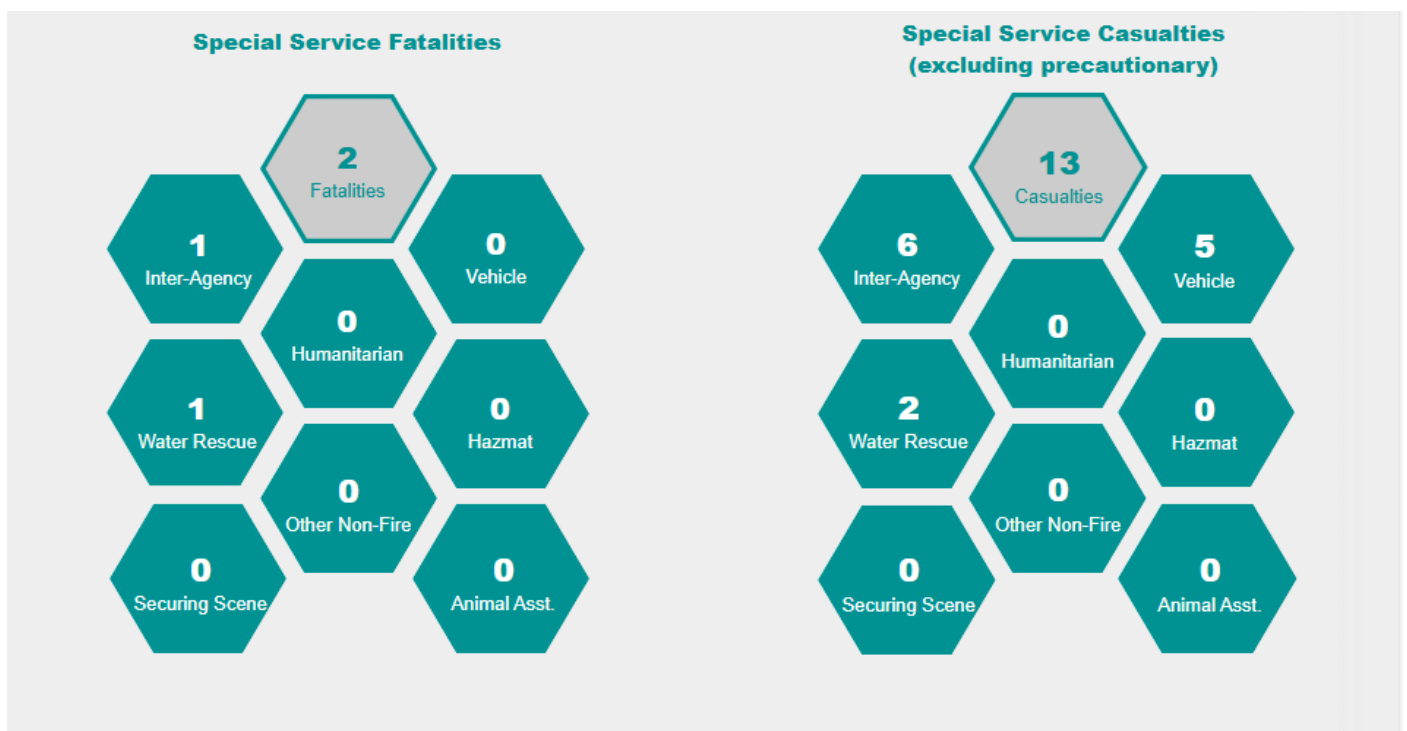 Special Service Fatalities
2
Fatalities
1
Inter-Agency
0
Vehicle
0
Humanitarian
1
Water Rescue
0
Hazmat
0
Other Non-Fire
0
Securing Scene
0
Animal Asst.
Special Service Casualties
(excluding precautionary)
13
Casualties
6
Inter-Agency
5
Vehicle
0
Humanitarian
2
Water Rescue
0
Hazmat
0
Other Non-Fire
0
Securing Scene
0
Animal Asst.